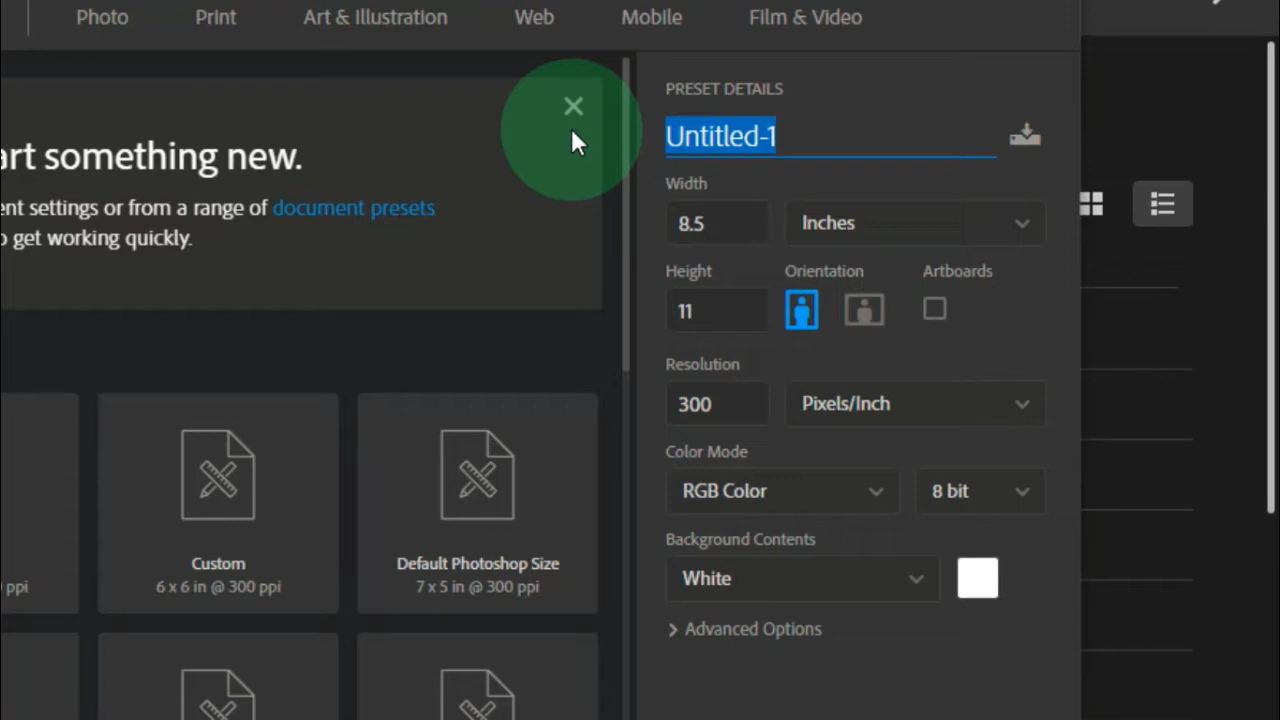 Photo Print Art & Illustration Web Mobile Film & Video
art something new.
ent settings or from a range of document presets
o get working quickly.
ppi
Custom
6 x 6 in @ 300 ppi
Default Photoshop Size
7 x 5 in @ 300 ppi
PRESET DETAILS
Untitled-1
Width
8.5 Inches
Height Orientation Artboards
11
Resolution
300 Pixels/Inch
Color Mode
RGB Color 8 bit
Background Contents
White
Advanced Options